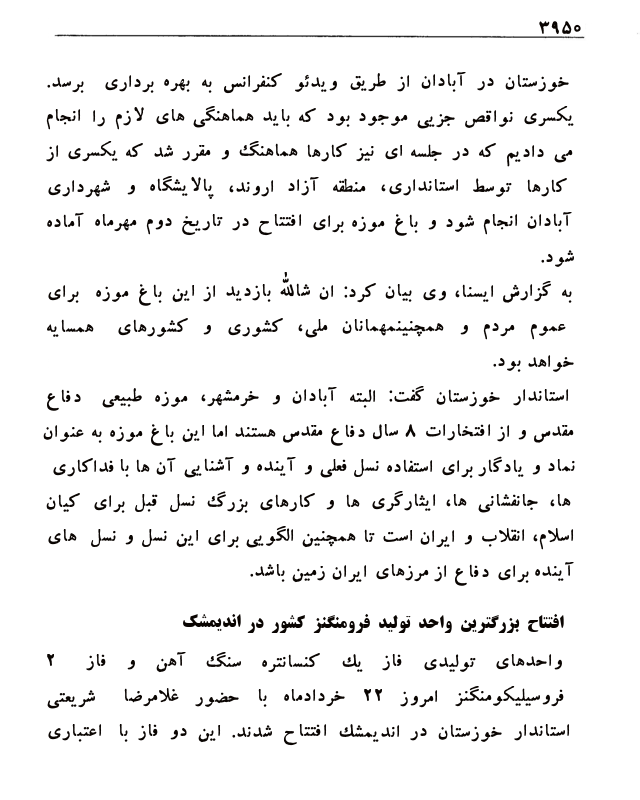 ۳۹۵۰
خوزستان در آبادان از طریق ویدئو کنفرانس به بهره برداری برسد.
یکسری نواقص جزیی موجود بود که باید هماهنگی های لازم را انجام
می دادیم که در جلسه ای نیز کارها هماهنگ و مقرر شد که یکسری از
کارها توسط استانداری، منطقه آزاد اروند، پالایشگاه و شهرداری
آبادان انجام شود و باغ موزه برای افتتاح در تاریخ دوم مهرماه آماده
شود.
به گزارش ایسنا، وی بیان کرد: ان شالله بازدید از این باغ موزه برای
عموم مردم و همچنینمهمانان ملی، کشوری و کشورهای همسایه
خواهد بود.
استاندار خوزستان گفت: البته آبادان و خرمشهر، موزه طبیعی دفاع
مقدس و از افتخارات ۸ سال دفاع مقدس هستند اما این باغ موزه به عنوان
نماد و یادگار برای استفاده نسل فعلی و آینده و آشنایی آن ها با فداکاری
ها، جانفشانی ها، ایثارگری ها و کارهای بزرگ نسل قبل برای کیان
اسلام، انقلاب و ایران است تا همچنین الگویی برای این نسل و نسل های
آینده برای دفاع از مرزهای ایران زمین باشد.
افتتاح بزرگترین واحد تولید فرومنگنز کشور در اندیمشک
واحدهای تولیدی فاز یک کنسانتره سنگ آهن و فاز ۲
فروسیلیکومنگنز امروز ۲۲ خردادماه با حضور غلامرضا شریعتی
استاندار خوزستان در اندیمشک افتتاح شدند. این دو فاز با اعتباری